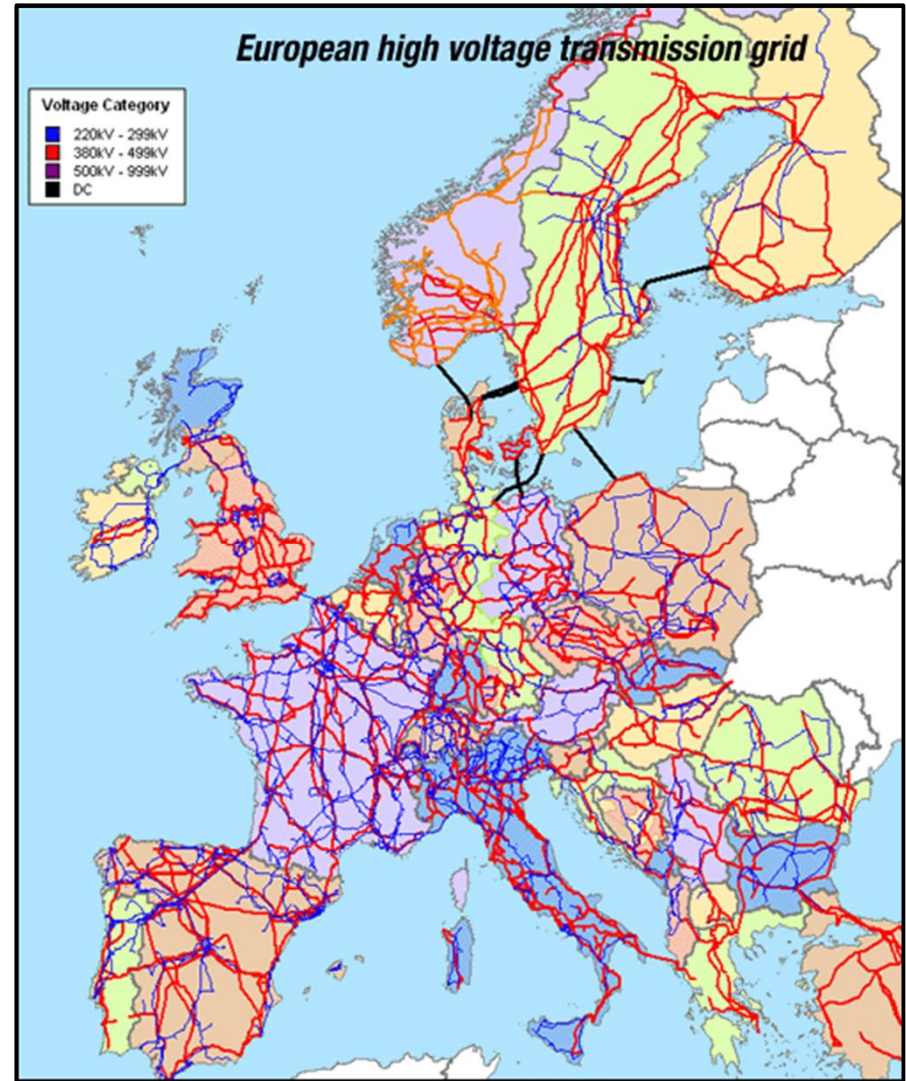 European high voltage transmission grid
Voltage Category
220kV - 299kV
380kV - 499kV
500kV - 999kV
DC